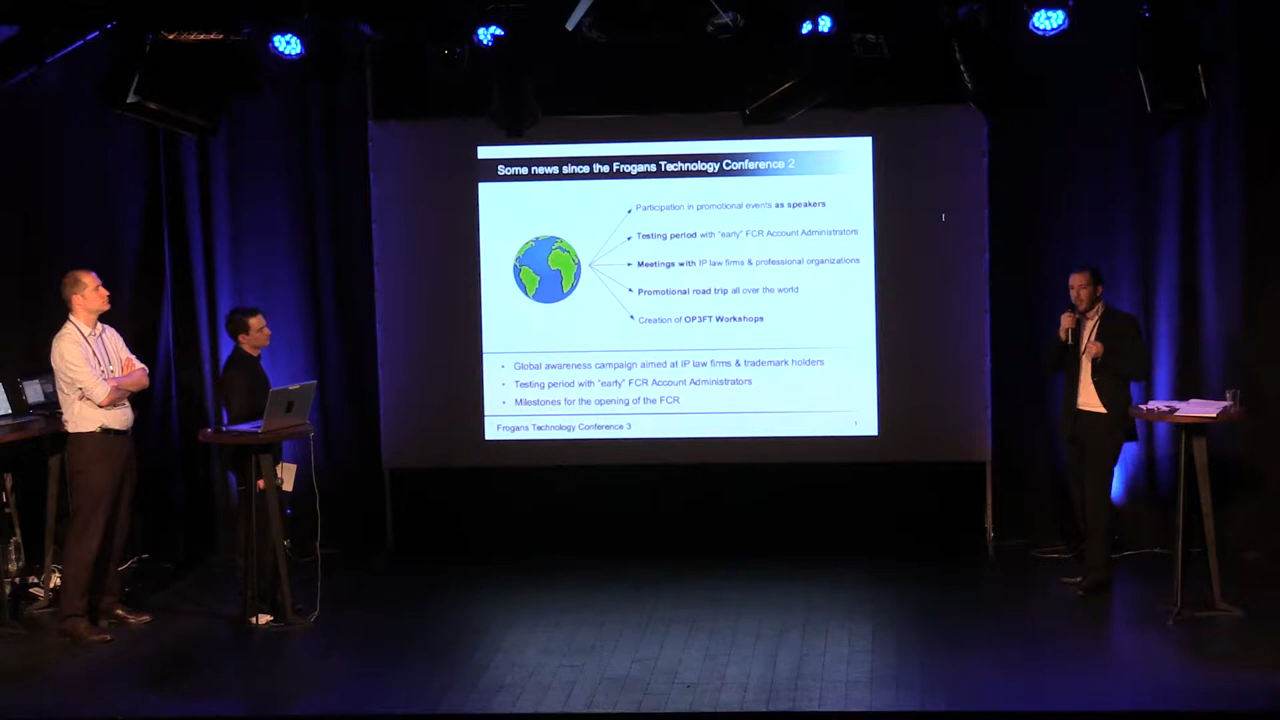 Some news since the Frogans Technology Conference 2
Participation in promotional events as speakers
Testing period with "early" FCR Account Administrators
Meetings with IP law firms & professional organizations
Promotional road trip all over the world
Creation of OP3FT Workshops
• Global awareness campaign aimed at IP law firms & trademark holders
• Testing period with "early" FCR Account Administrators
• Milestones for the opening of the FCR
Frogans Technology Conference 3
1